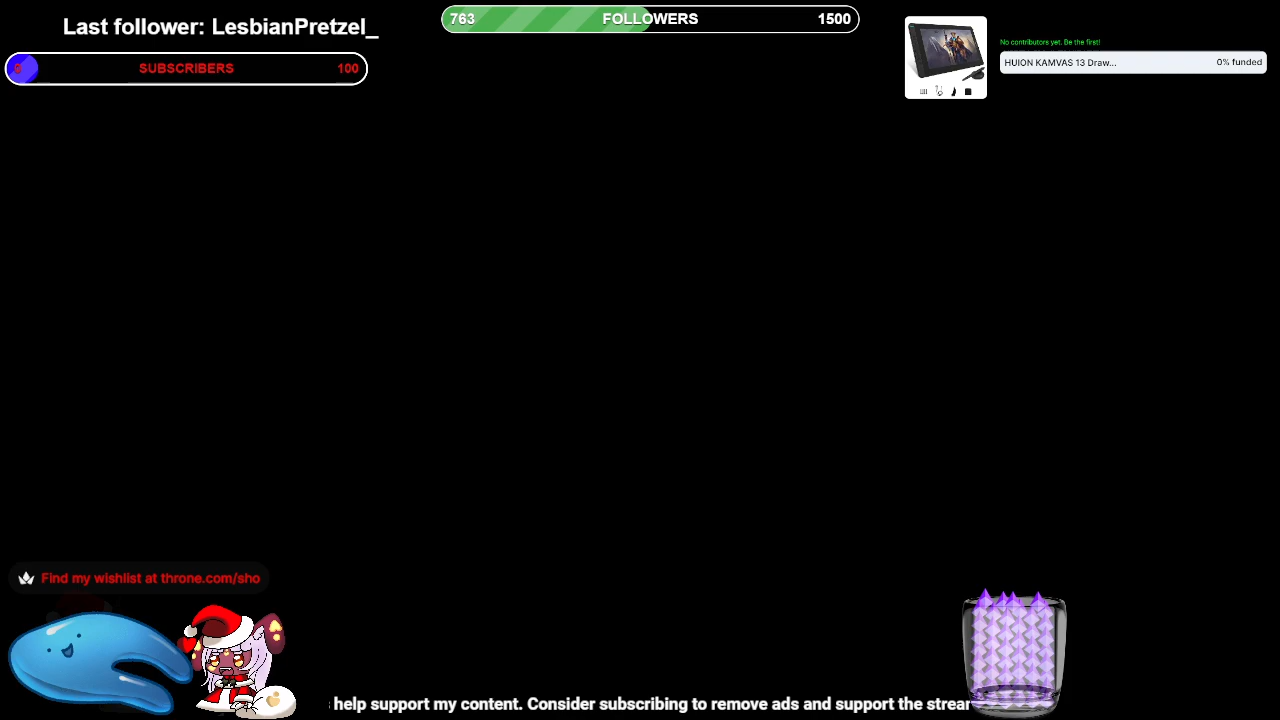 Last follower: LesbianPretzel_
763 FOLLOWERS 1500
SUBSCRIBERS 100
No contributors yet. Be the first!
HUION KAMVAS 13 Draw... 0% funded
Find my wishlist at throne.com/sho
help support my content. Consider subscribing to remove ads and support the strear